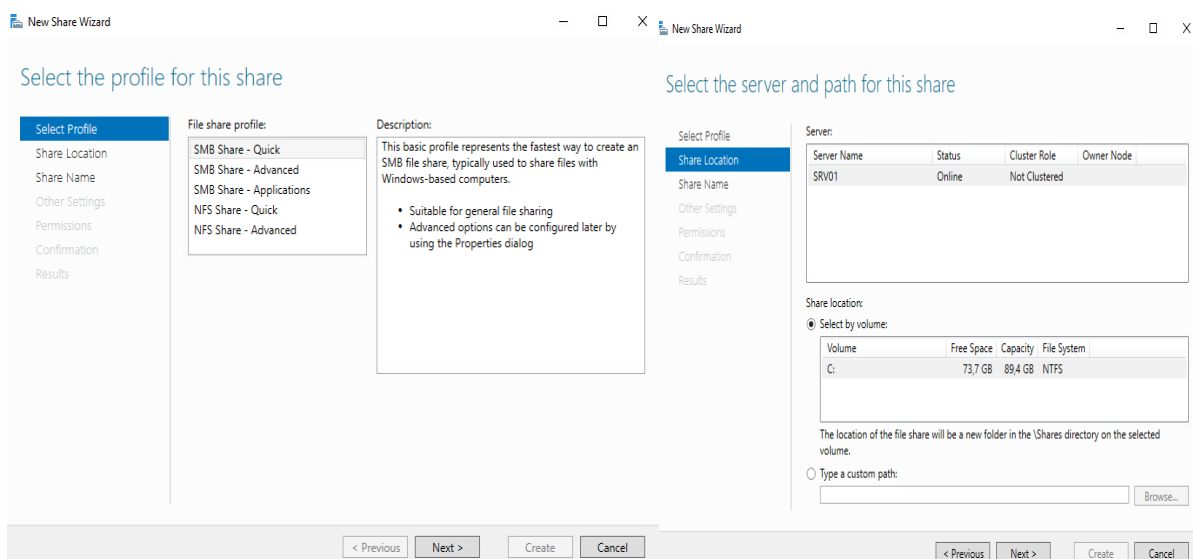 New Share Wizard
Select the profile for this share
Select Profile
Share Location
Share Name
Other Settings
Permissions
Confirmation
Results
File share profile:
SMB Share - Quick
SMB Share - Advanced
SMB Share - Applications
NFS Share - Quick
NFS Share - Advanced
Description:
This basic profile represents the fastest way to create an
SMB file share, typically used to share files with
Windows-based computers.
• Suitable for general file sharing
• Advanced options can be configured later by
using the Properties dialog
< Previous Next > Create Cancel
New Share Wizard
Select the server and path for this share
Select Profile
Share Location
Share Name
Other Settings
Permissions
Confirmation
Results
Server:
Server Name Status Cluster Role Owner Node
SRV01 Online Not Clustered
Share location:
Select by volume:
Volume Free Space Capacity File System
C: 73,7 GB 89,4 GB NTFS
The location of the file share will be a new folder in the \Shares directory on the selected
volume.
Type a custom path:
Browse...
< Previous Next > Create Cancel